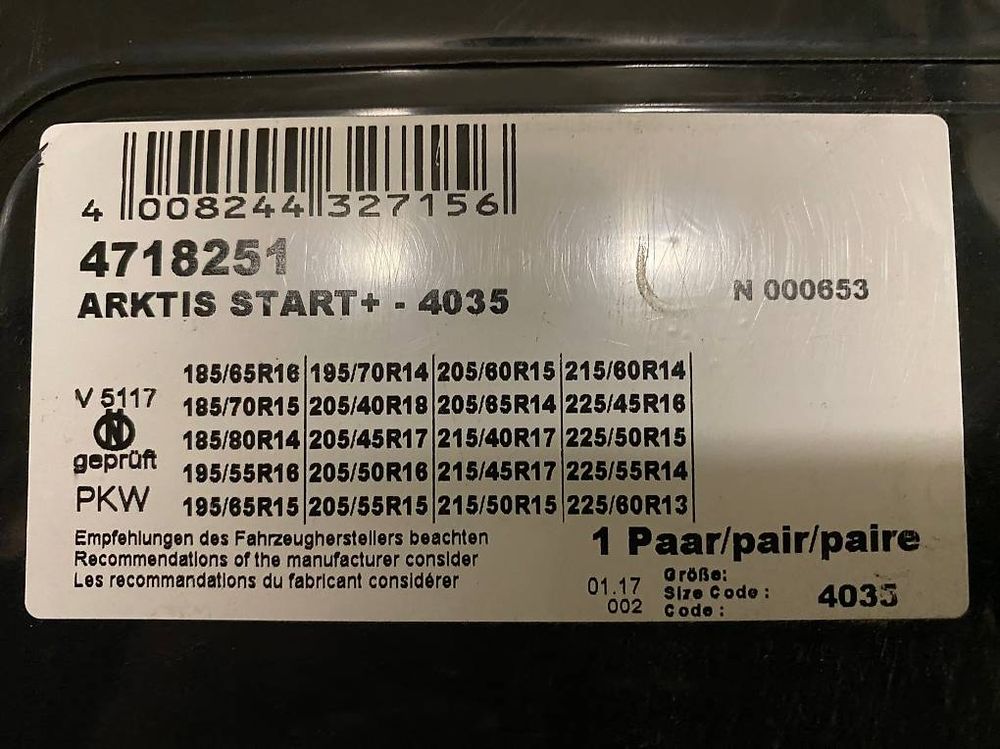 4 008244 327156
4718251
ARKTIS START+ - 4035
N 000653
185/65R16 195/70R14 205/60R15 215/60R14
V 5117 185/70R15 205/40R18 205/65R14 225/45R16
N 185/80R14 205/45R17 215/40R17 225/50R15
geprüft 195/55R16 205/50R16 215/45R17 225/55R14
PKW 195/65R15 205/55R15 215/50R15 225/60R13
Empfehlungen des Fahrzeugherstellers beachten
Recommendations of the manufacturer consider
Les recommandations du fabricant considérer
1 Paar/pair/paire
01.17
002
Größe:
Size Code : 4035
Code :